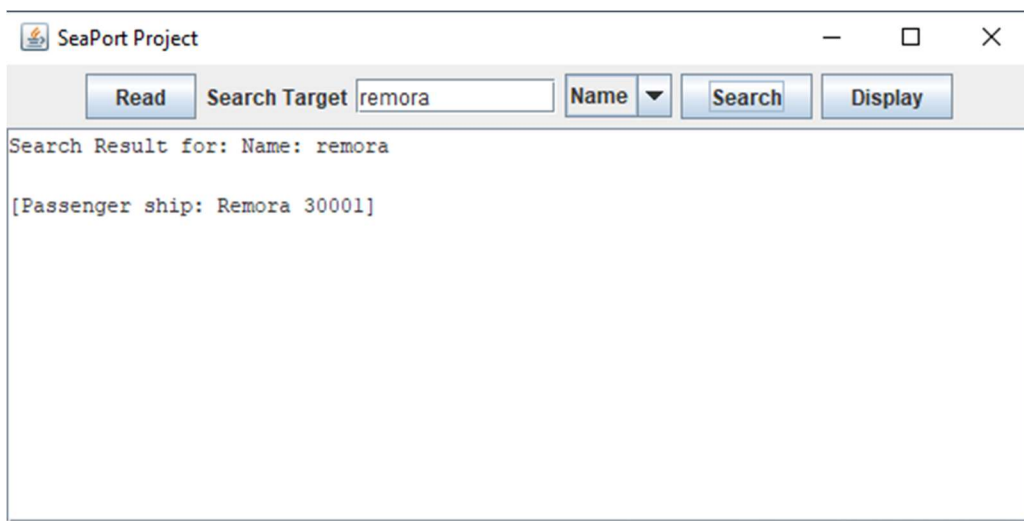 SeaPort Project
Read Search Target remora Name Search Display
Search Result for: Name: remora
[Passenger ship: Remora 30001]